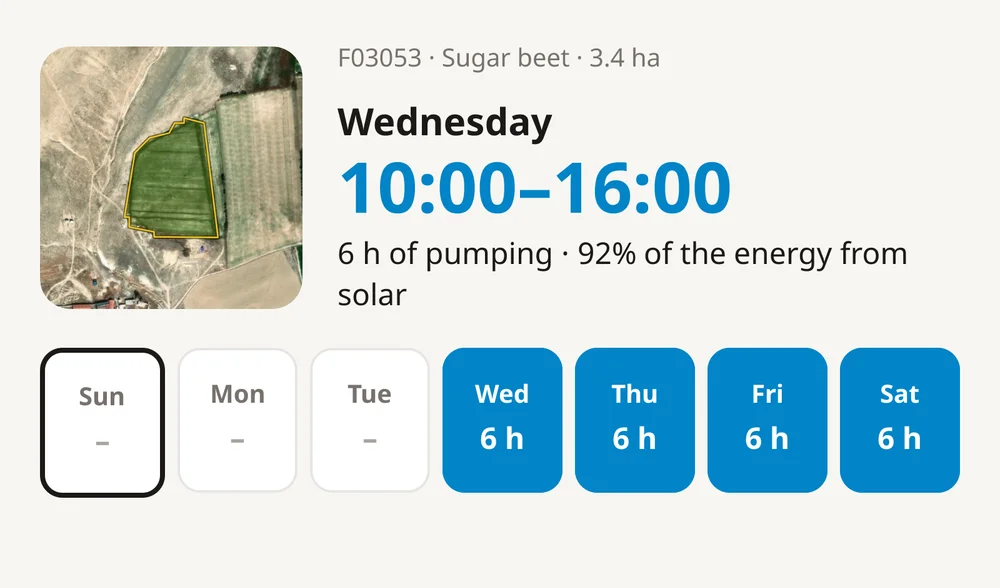 F03053 · Sugar beet · 3.4 ha
Wednesday
10:00–16:00
6 h of pumping · 92% of the energy from
solar
Sun
–
Mon
–
Tue
–
Wed
6 h
Thu
6 h
Fri
6 h
Sat
6 h